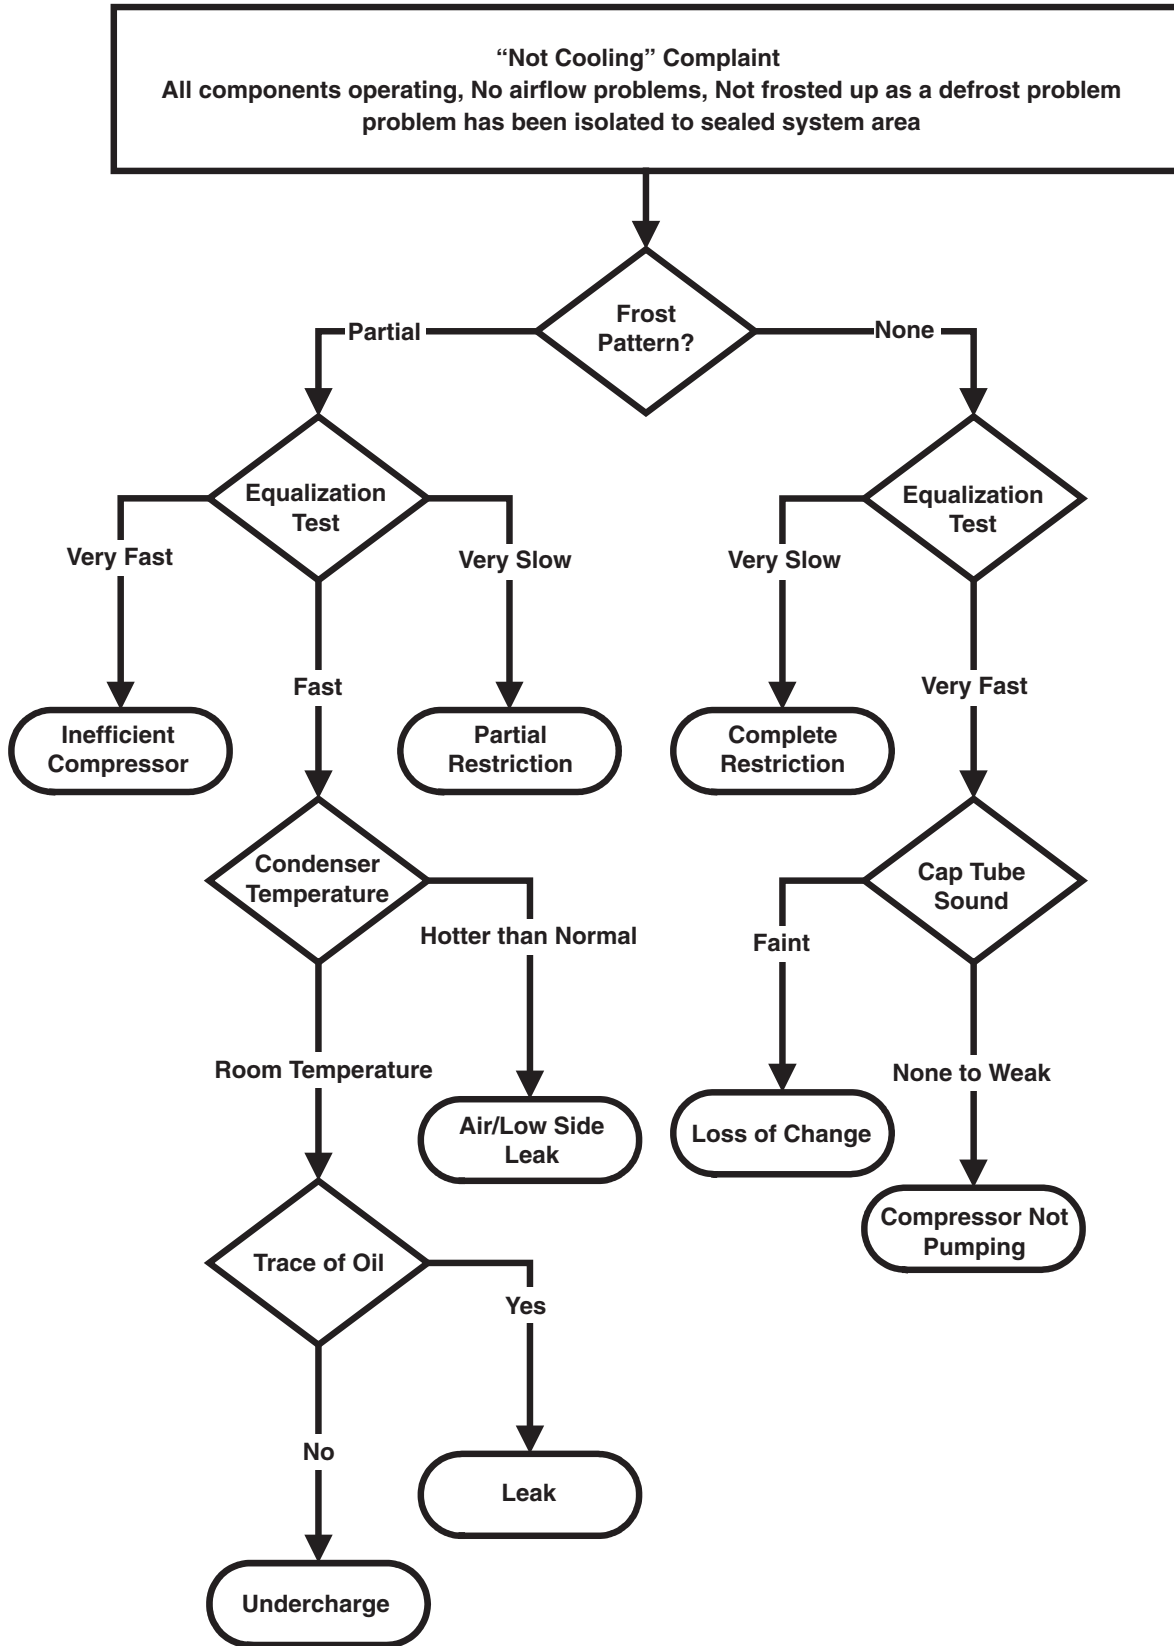 “Not Cooling” Complaint
All components operating, No airflow problems, Not frosted up as a defrost problem
problem has been isolated to sealed system area
Frost
Pattern?
Partial
None
Equalization
Test
Equalization
Test
Very Fast
Very Slow
Very Slow
Fast
Very Fast
Inefficient
Compressor
Partial
Restriction
Complete
Restriction
Condenser
Temperature
Cap Tube
Sound
Hotter than Normal
Faint
Room Temperature
None to Weak
Air/Low Side
Leak
Loss of Change
Compressor Not
Pumping
Trace of Oil
Yes
No
Leak
Undercharge